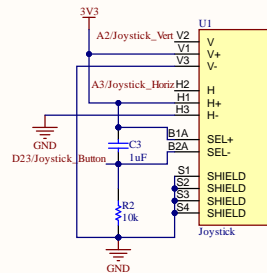 3V3
U1
A2/Joystick_Vert V2 V
V1 V+
V3 V-
A3/Joystick_Horiz H2 H
H1 H+
H3 H-
GND
B1A SEL+
C3
B2A SEL-
D23/Joystick_Button 1uF
S1 SHIELD
S2 SHIELD
R2 S3 SHIELD
10k S4 SHIELD
Joystick
GND